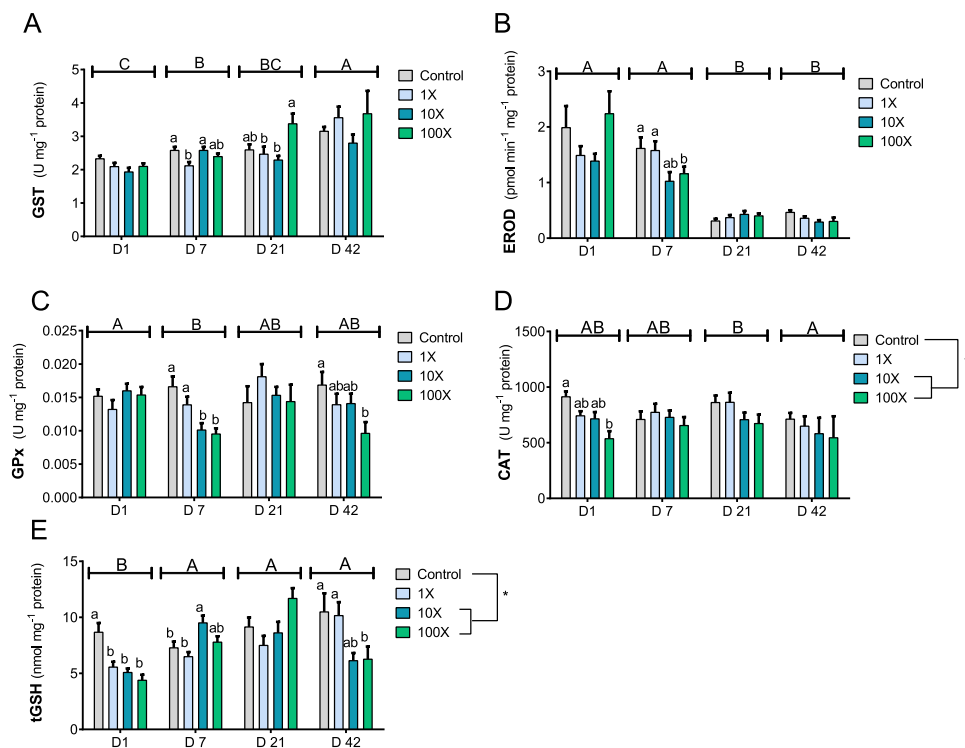 A
C B BC A
Control
1X
10X
100X
GST (U mg-1 protein)
5
4
3
2
1
0
a b a ab
ab b b a
D1 D 7 D 21 D 42
B
A A B B
Control
1X
10X
100X
EROD (pmol min-1 mg-1 protein)
3
2
1
0
a a ab b
D1 D 7 D 21 D 42
C
A B AB AB
Control
1X
10X
100X
GPx (U mg-1 protein)
0.025
0.020
0.015
0.010
0.005
0.000
a a b b
a ab ab b
D1 D 7 D 21 D 42
D
AB AB B A
Control
1X
10X
100X
CAT (U mg-1 protein)
1500
1000
500
0
a ab ab b
D1 D 7 D 21 D 42
E
B A A A
Control
1X
10X
100X
*
tGSH (nmol mg-1 protein)
15
10
5
0
a b b b
b b a ab
a a ab b
D1 D 7 D 21 D 42